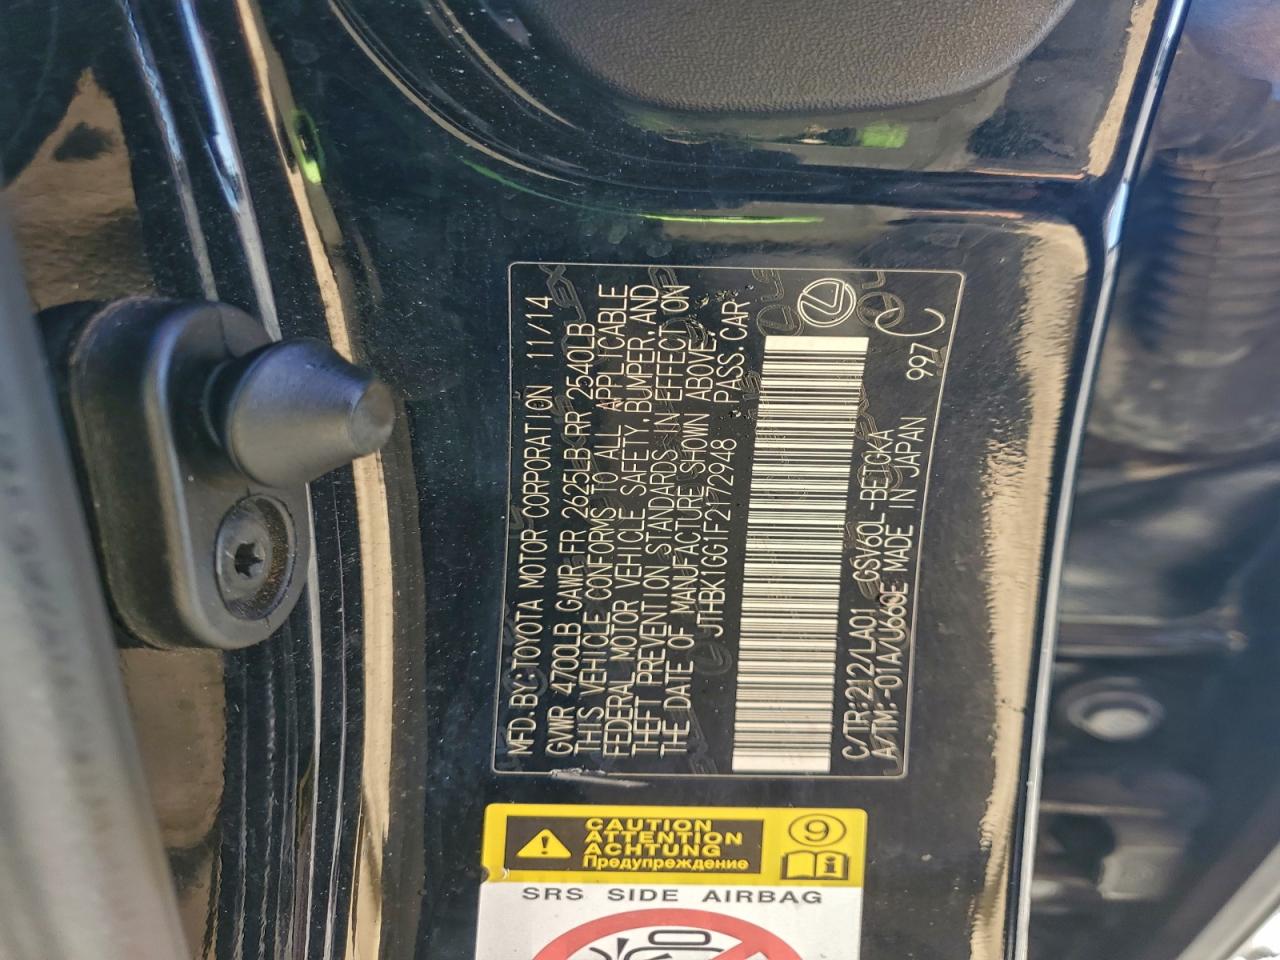 MFD. BY: TOYOTA MOTOR CORPORATION 11/14
GVWR 4700LB GAWR FR 2625LB RR 2540LB
THIS VEHICLE CONFORMS TO ALL APPLICABLE
FEDERAL MOTOR VEHICLE SAFETY, BUMPER, AND
THEFT PREVENTION STANDARDS IN EFFECT ON
THE DATE OF MANUFACTURE SHOWN ABOVE.
JTHBK1GG1F2172948 PASS. CAR
C/TR: 212/LA01 GSV60L -BETGKA
A/TM: -01A/U660E MADE IN JAPAN 997 C
CAUTION
ATTENTION
ACHTUNG
Предупреждение
9
i
SRS SIDE AIRBAG